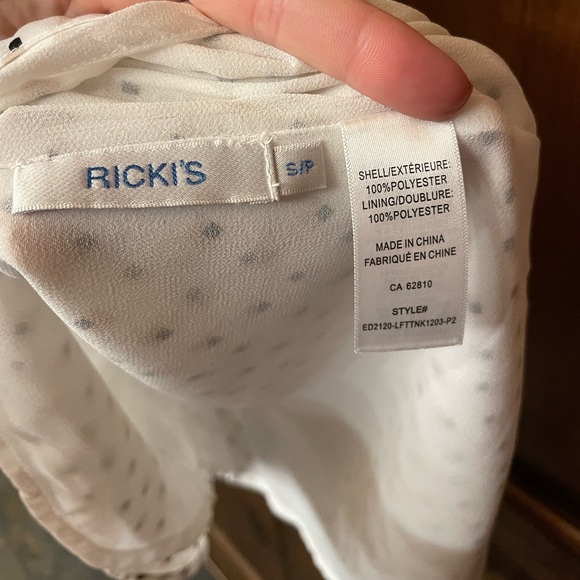 RICKI'S
S/P
SHELL/EXTÉRIEURE:
100%POLYESTER
LINING/DOUBLURE:
100%POLYESTER
MADE IN CHINA
FABRIQUÉ EN CHINE
CA 62810
STYLE#
ED2120-LFTTNK1203-P2